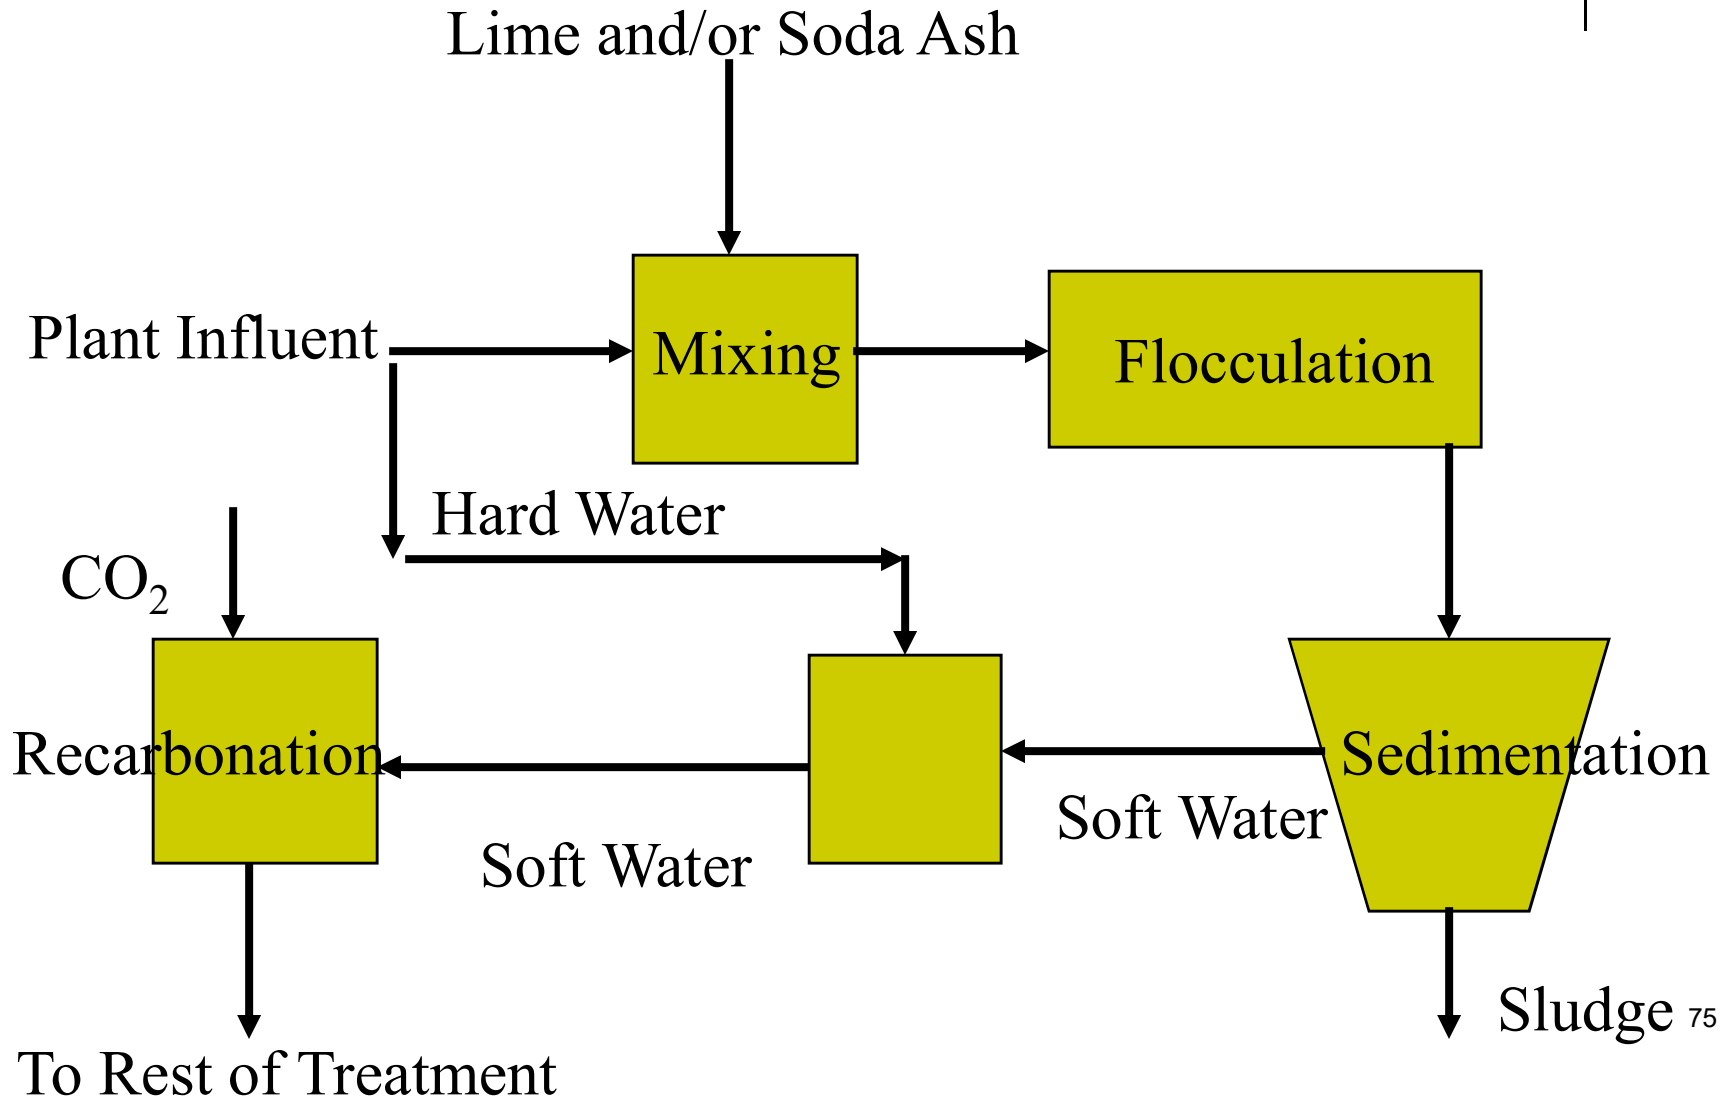 Lime and/or Soda Ash
Plant Influent
Mixing
Flocculation
Hard Water
CO₂
Recarbonation
Sedimentation
Soft Water
Soft Water
Sludge
75
To Rest of Treatment